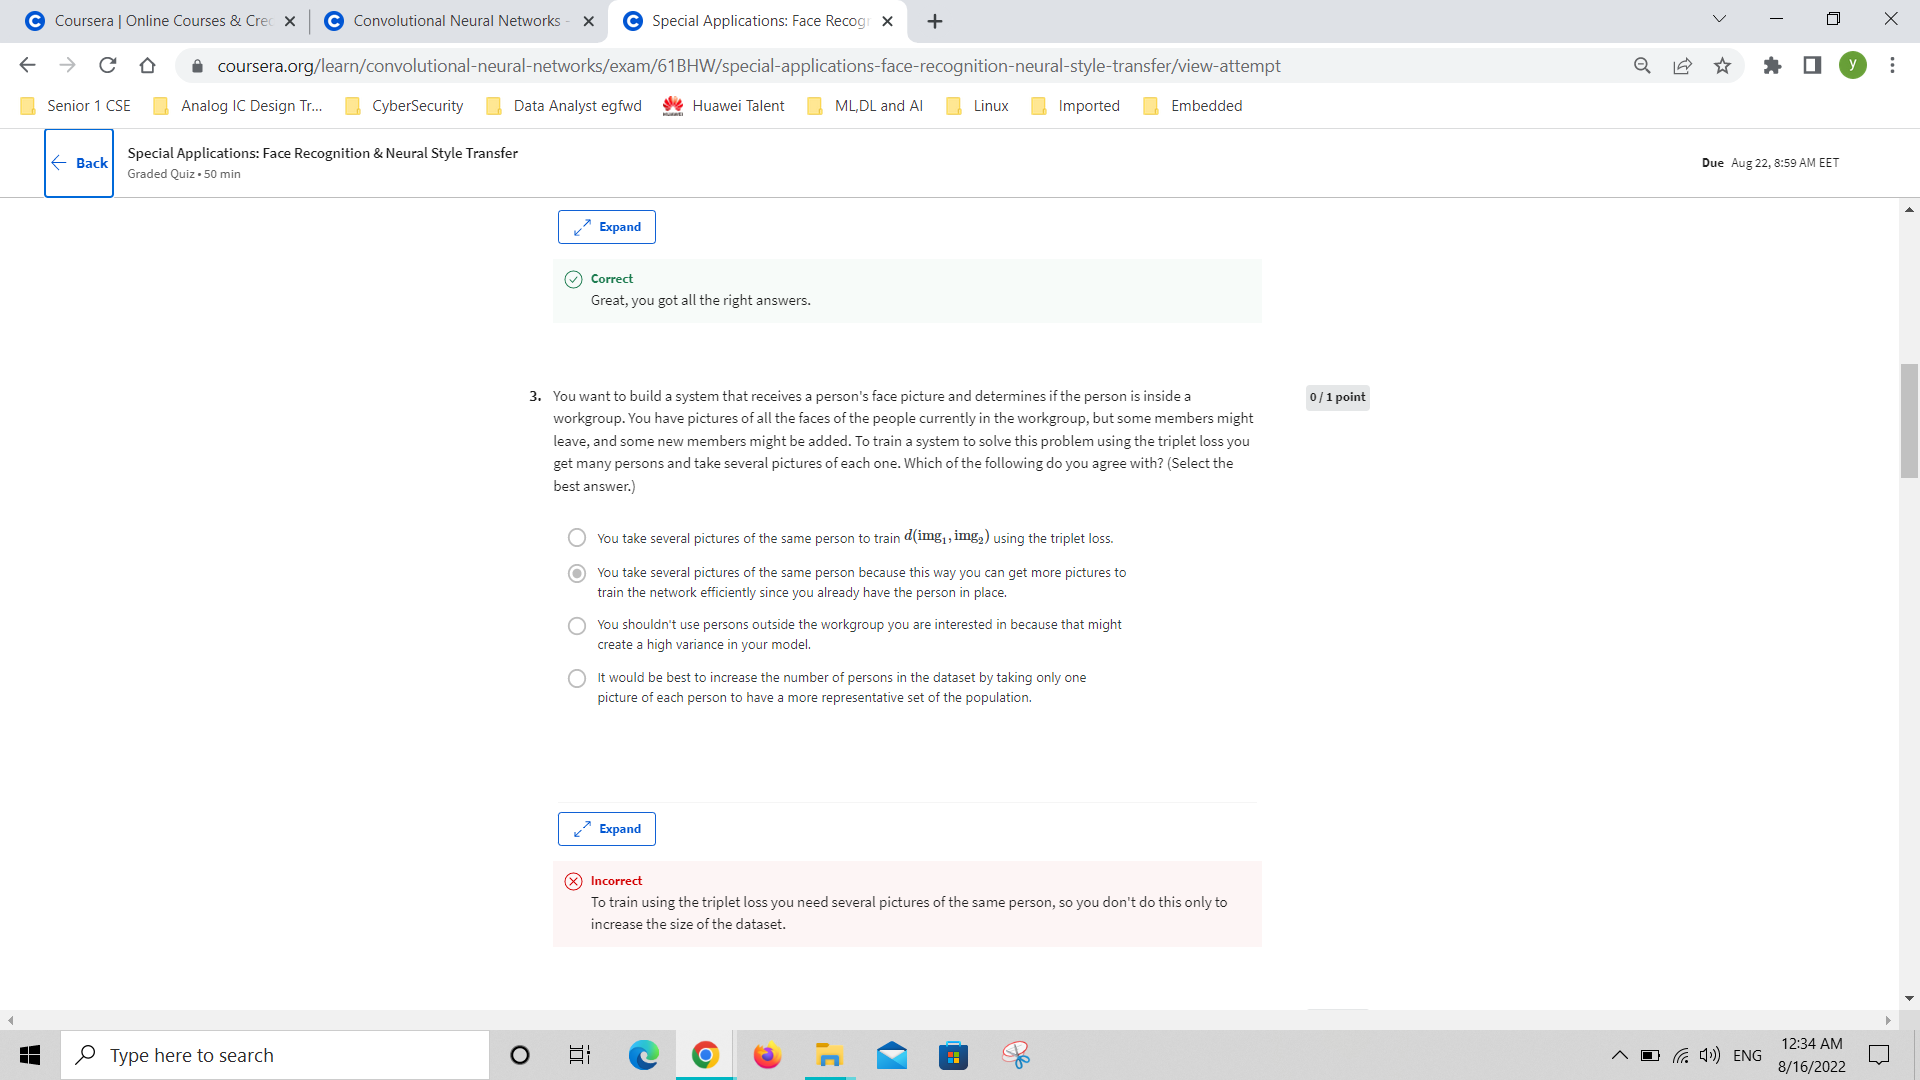 Coursera | Online Courses & Cred
Convolutional Neural Networks -
Special Applications: Face Recogn
coursera.org/learn/convolutional-neural-networks/exam/61BHW/special-applications-face-recognition-neural-style-transfer/view-attempt
y
Senior 1 CSE
Analog IC Design Tr...
CyberSecurity
Data Analyst egfwd
Huawei Talent
ML,DL and AI
Linux
Imported
Embedded
Back
Special Applications: Face Recognition & Neural Style Transfer
Graded Quiz • 50 min
Due Aug 22, 8:59 AM EET
Expand
Correct
Great, you got all the right answers.
3. You want to build a system that receives a person's face picture and determines if the person is inside a
workgroup. You have pictures of all the faces of the people currently in the workgroup, but some members might
leave, and some new members might be added. To train a system to solve this problem using the triplet loss you
get many persons and take several pictures of each one. Which of the following do you agree with? (Select the
best answer.)
0 / 1 point
You take several pictures of the same person to train d(img₁, img₂) using the triplet loss.
You take several pictures of the same person because this way you can get more pictures to
train the network efficiently since you already have the person in place.
You shouldn't use persons outside the workgroup you are interested in because that might
create a high variance in your model.
It would be best to increase the number of persons in the dataset by taking only one
picture of each person to have a more representative set of the population.
Expand
Incorrect
To train using the triplet loss you need several pictures of the same person, so you don't do this only to
increase the size of the dataset.
Type here to search
ENG
12:34 AM
8/16/2022